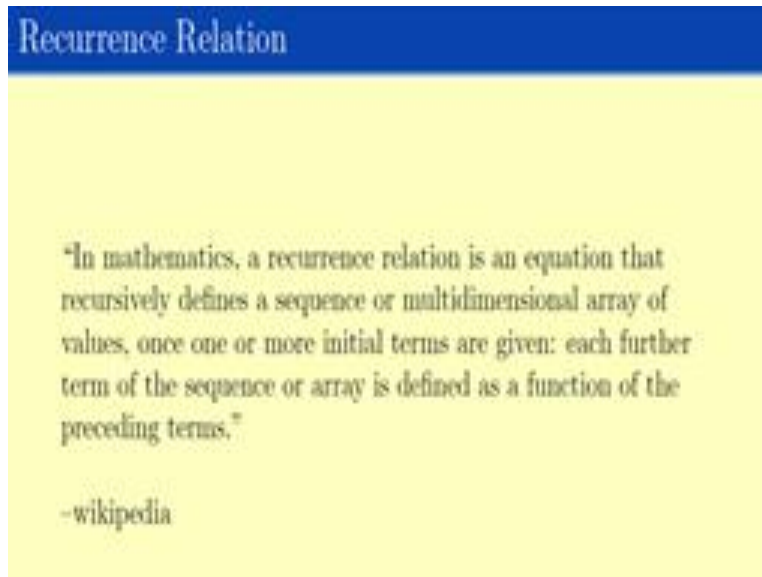 Recurrence Relation
“In mathematics, a recurrence relation is an equation that
recursively defines a sequence or multidimensional array of
values, once one or more initial terms are given: each further
term of the sequence or array is defined as a function of the
preceding terms.”
–wikipedia